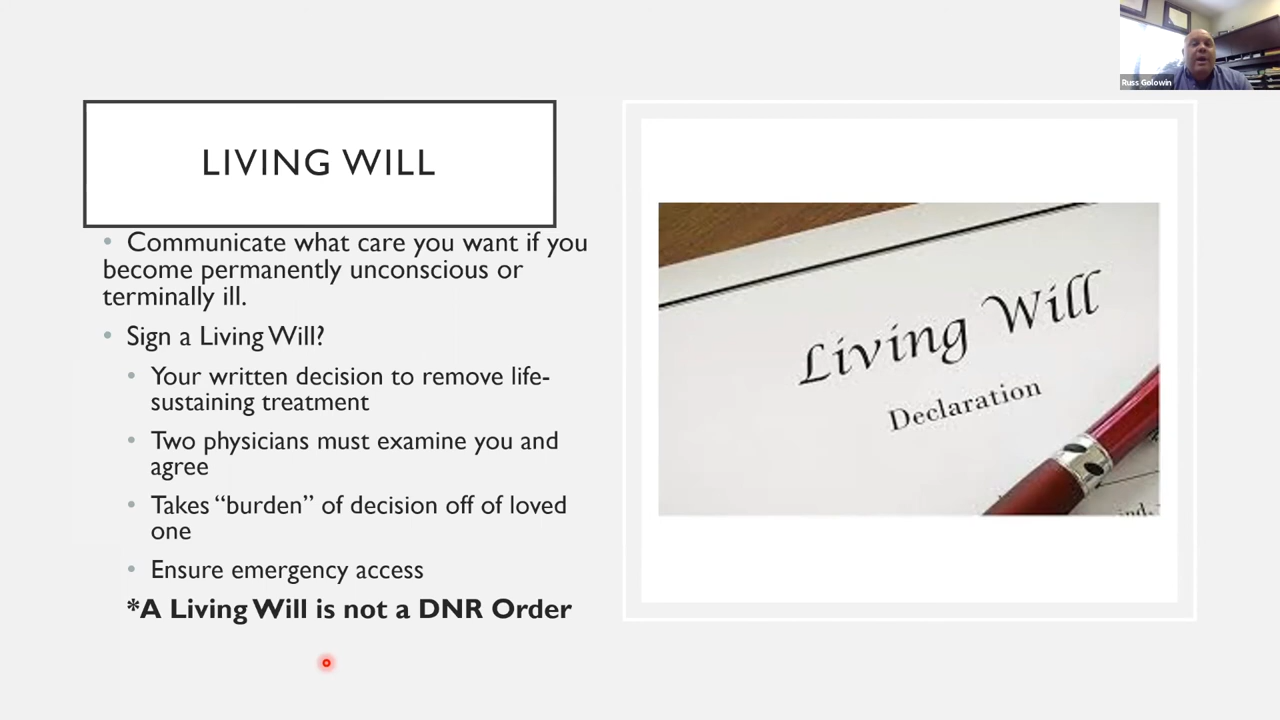 Russ Golowin
LIVING WILL
• Communicate what care you want if you
become permanently unconscious or
terminally ill.
• Sign a Living Will?
• Your written decision to remove life-
sustaining treatment
• Two physicians must examine you and
agree
• Takes “burden” of decision off of loved
one
• Ensure emergency access
*A Living Will is not a DNR Order
Living Will
Declaration